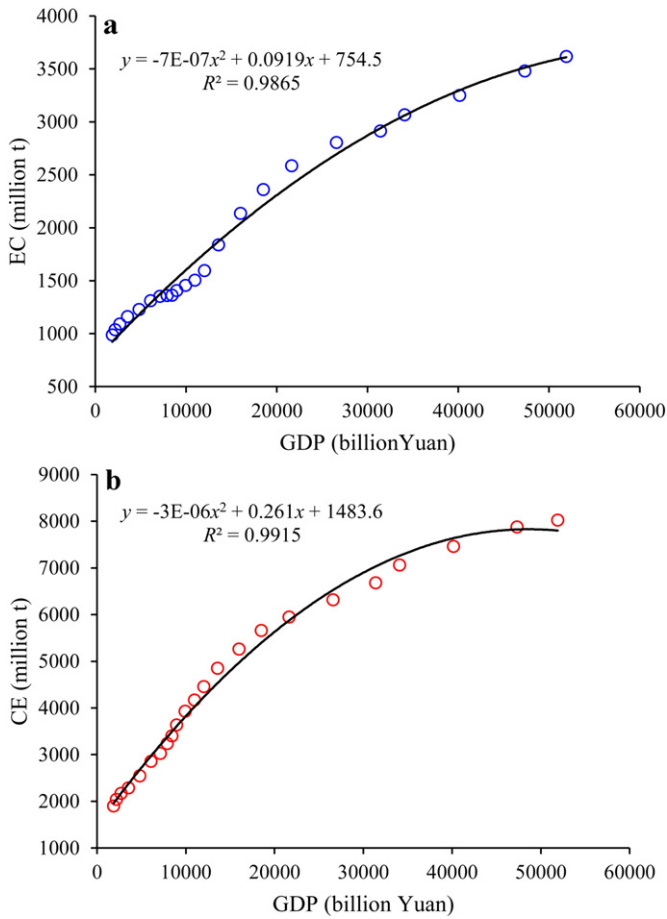 a
y = -7E-07x² + 0.0919x + 754.5
R² = 0.9865
4000
3500
3000
2500
2000
1500
1000
500
EC (million t)
0 10000 20000 30000 40000 50000 60000
GDP (billionYuan)
b
y = -3E-06x² + 0.261x + 1483.6
R² = 0.9915
9000
8000
7000
6000
5000
4000
3000
2000
1000
CE (million t)
0 10000 20000 30000 40000 50000 60000
GDP (billion Yuan)